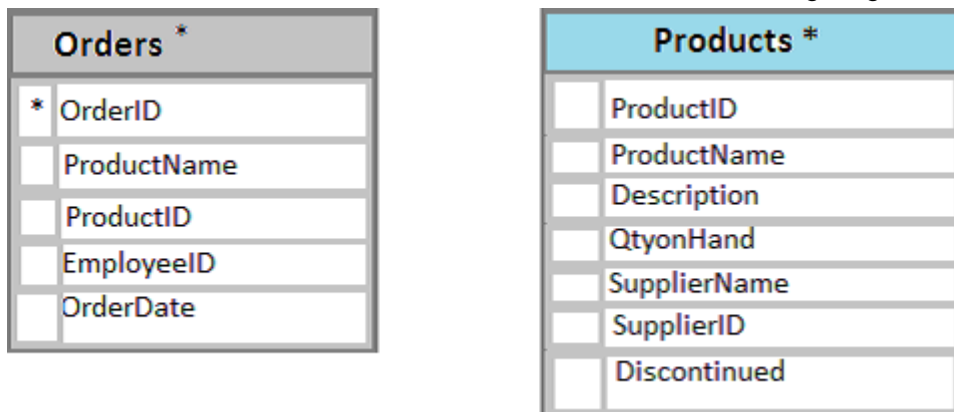 Orders *
* OrderID
ProductName
ProductID
EmployeeID
OrderDate
Products *
ProductID
ProductName
Description
QtyonHand
SupplierName
SupplierID
Discontinued